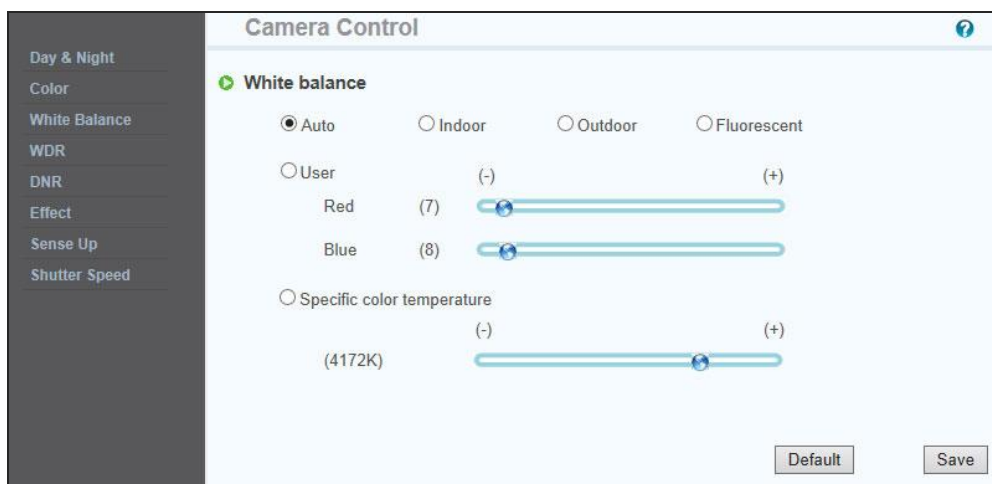 Camera Control
?
Day & Night
Color
White Balance
WDR
DNR
Effect
Sense Up
Shutter Speed
White balance
Auto Indoor Outdoor Fluorescent
User (-) (+)
Red (7)
Blue (8)
Specific color temperature
(-) (+)
(4172K)
Default Save